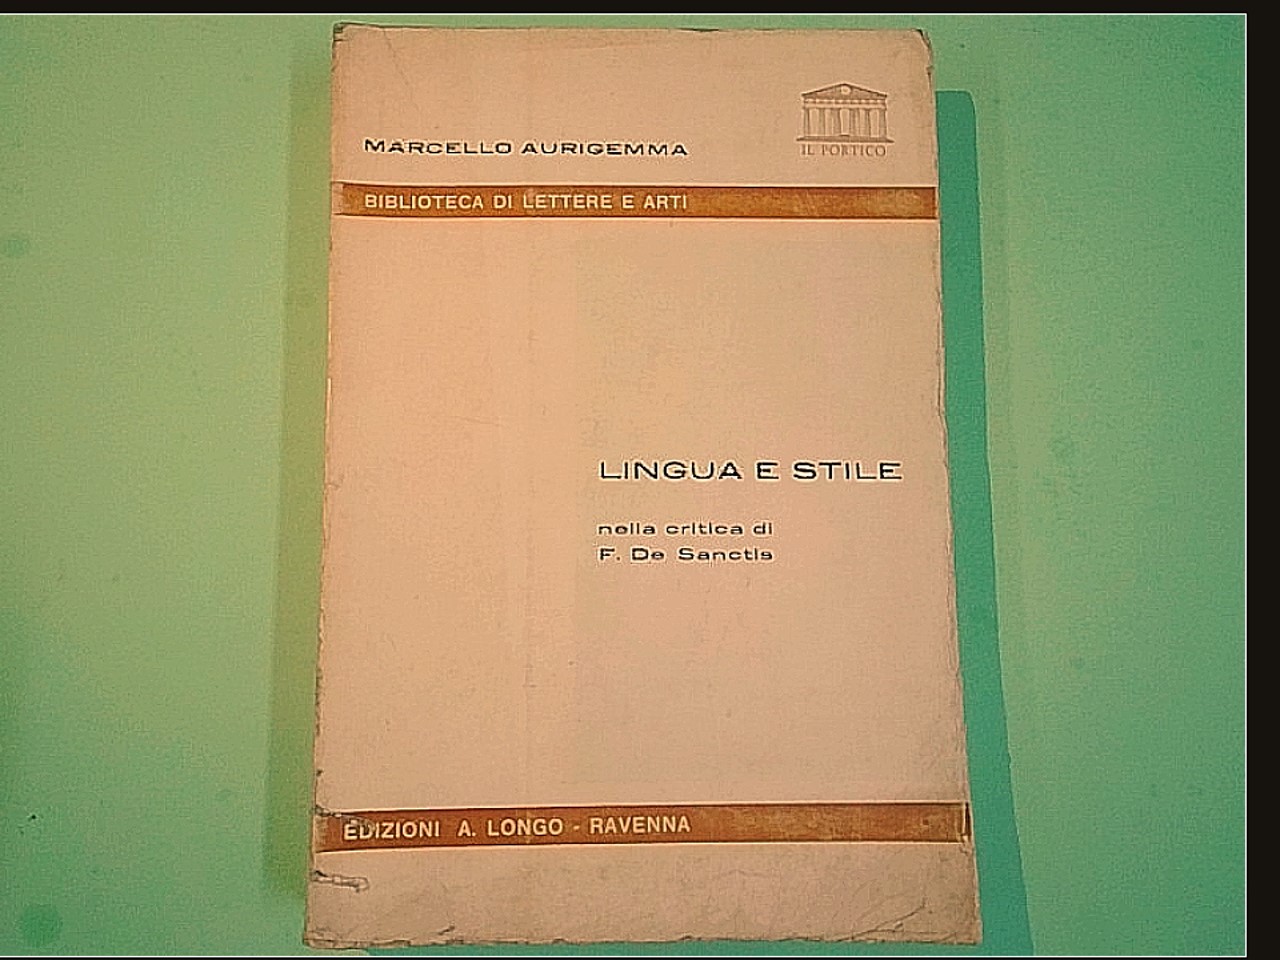 MARCELLO AURIGEMMA
IL PORTICO
BIBLIOTECA DI LETTERE E ARTI
LINGUA E STILE
nella critica di
F. De Sanctis
EDIZIONI A. LONGO - RAVENNA